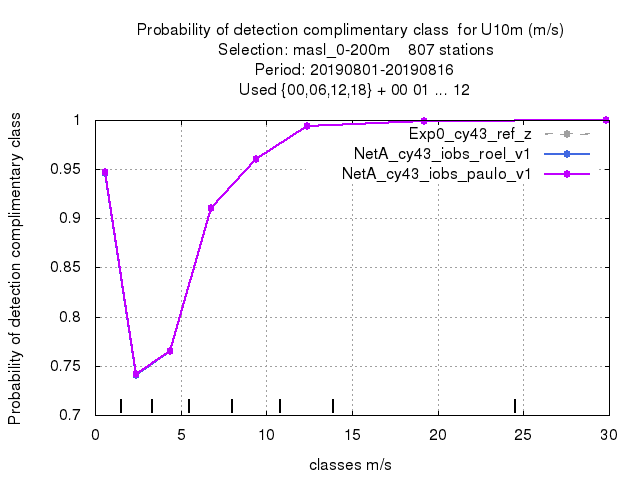 Probability of detection complimentary class  for U10m (m/s)
Selection: masl_0-200m    807 stations
Period: 20190801-20190816
Used {00,06,12,18} + 00 01 ... 12
Probability of detection complimentary class
1
0.95
0.9
0.85
0.8
0.75
0.7
Exp0_cy43_ref_z
NetA_cy43_iobs_roel_v1
NetA_cy43_iobs_paulo_v1
0 5 10 15 20 25 30
classes m/s